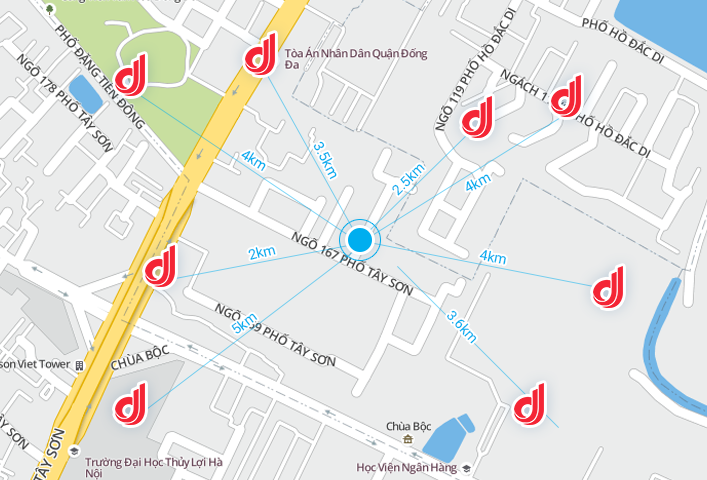 PHỐ HỒ ĐẮC DI
PHỐ ĐẶNG TIẾN ĐÔNG
NGÕ 119 PHỐ HỒ ĐẮC DI
Tòa Án Nhân Dân Quận Đống
Đa
NGÕ 178 PHỐ TÂY SƠN
PHỐ HỒ ĐẮC DI
4km
3.5km
2.5km
4km
NGÕ 167 PHỐ TÂY SƠN
2km
4km
5km
PHỐ TÂY SƠN
3.6km
son Viet Tower
CHÙA BỘC
Chùa Bộc
Trường Đại Học Thủy Lợi Hà
Nội
Học Viện Ngân Hàng
TÂY SƠN
ÂY SƠN